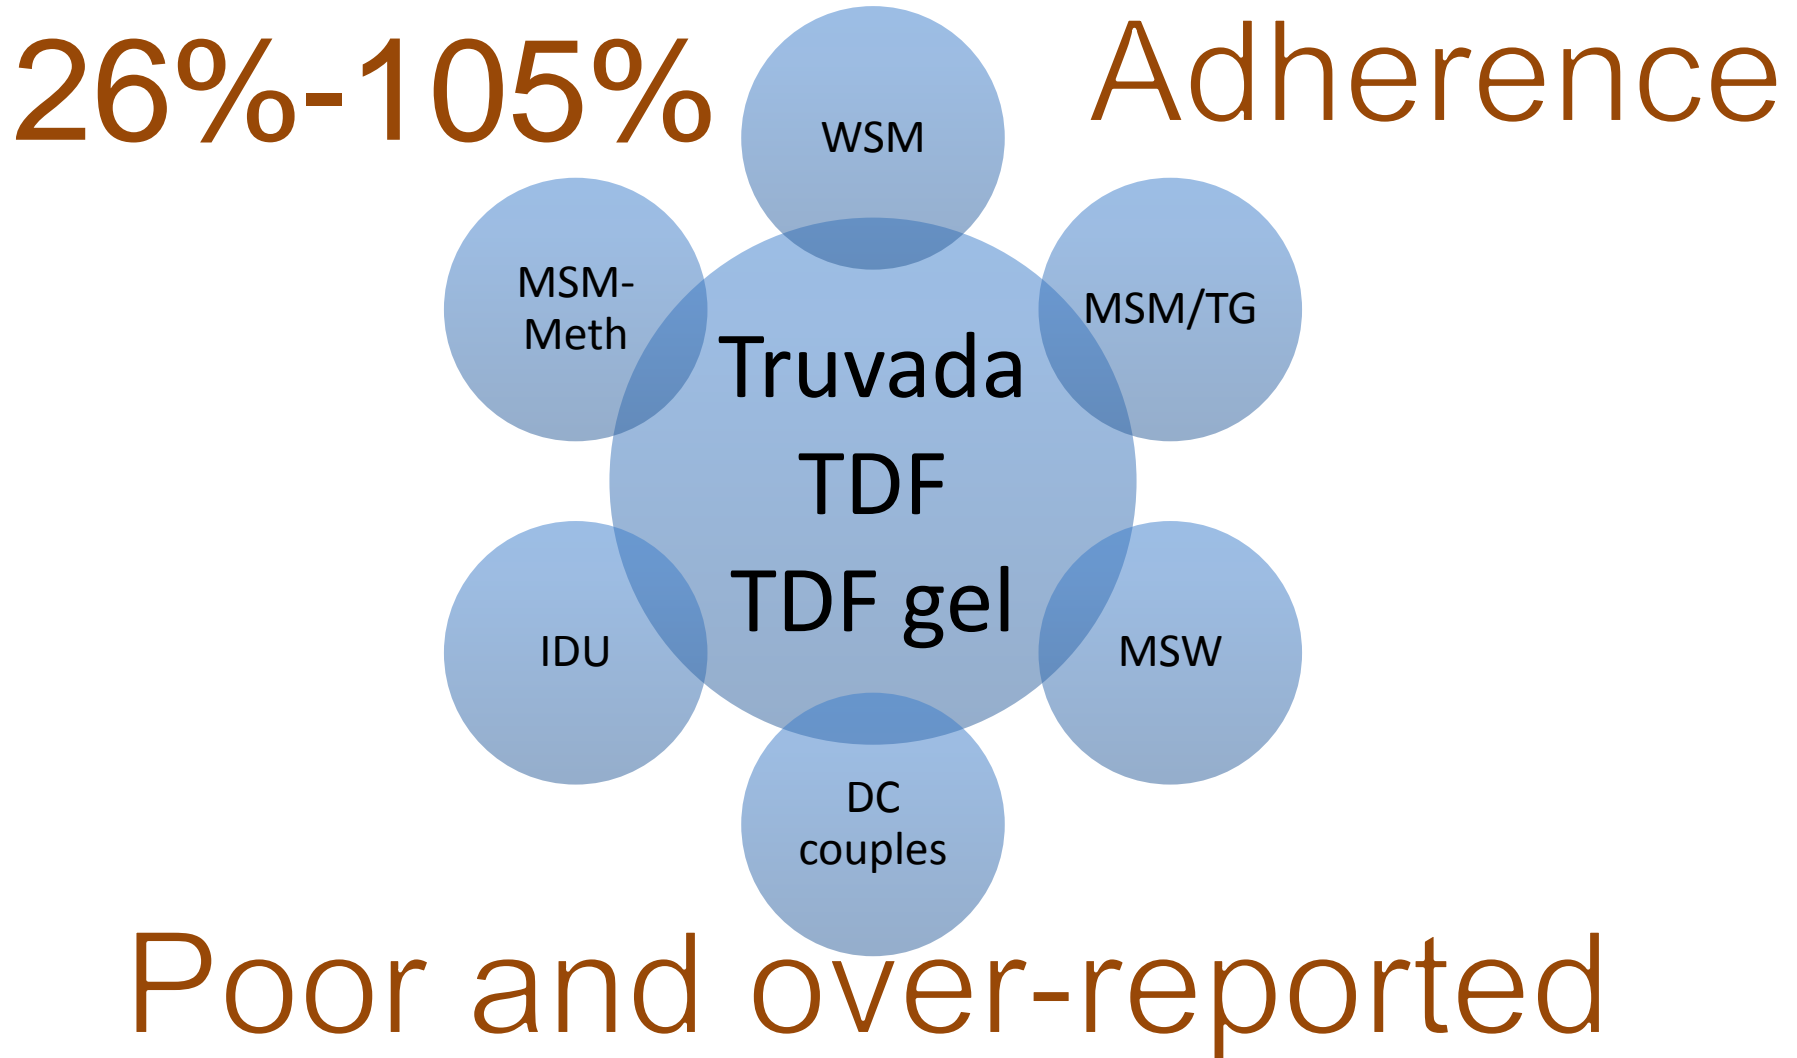 26%-105%
Adherence
WSM
MSM-
Meth
MSM/TG
Truvada
TDF
TDF gel
IDU
MSW
DC
couples
Poor and over-reported